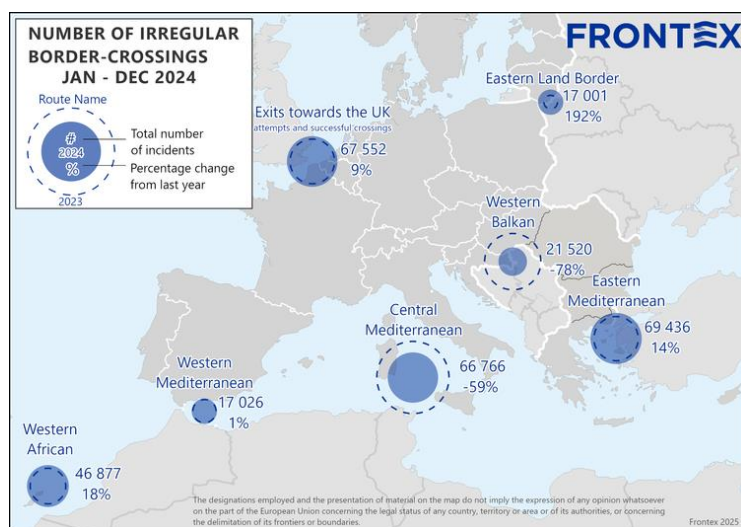 NUMBER OF IRREGULAR
BORDER-CROSSINGS
JAN - DEC 2024
Route Name
#
2024
%
2023
Total number
of incidents
Percentage change
from last year
FRONTEX
Eastern Land Border
17 001
192%
Exits towards the UK
attempts and successful crossings
67 552
9%
Western
Balkan
21 520
-78%
Eastern
Mediterranean
69 436
14%
Central
Mediterranean
66 766
-59%
Western
Mediterranean
17 026
1%
Western
African
46 877
18%
The designations employed and the presentation of material on the map do not imply the expression of any opinion whatsoever
on the part of the European Union concerning the legal status of any country, territory or area or of its authorities, or concerning
the delimitation of its frontiers or boundaries.
Frontex 2025